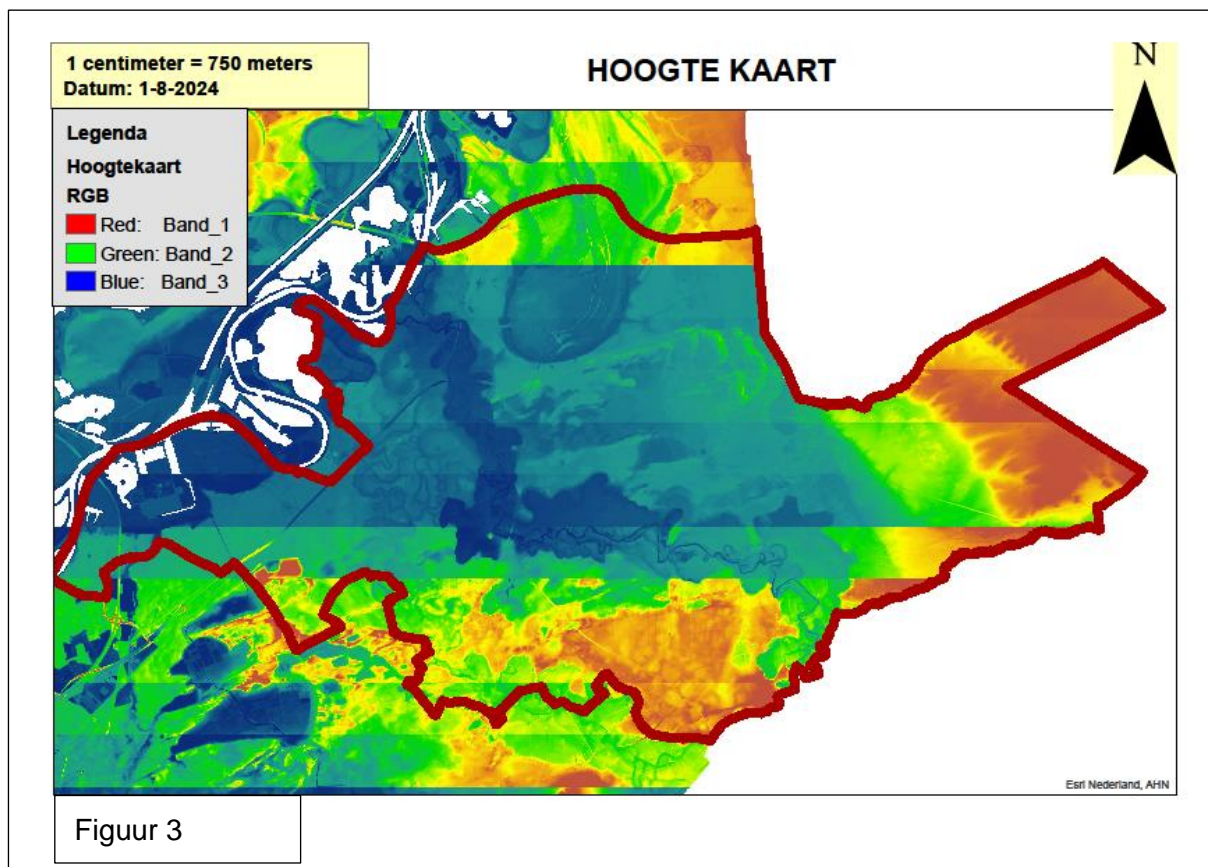 1 centimeter = 750 meters
Datum: 1-8-2024
HOOGTE KAART
N
Legenda
Hoogtekaart
RGB
Red: Band_1
Green: Band_2
Blue: Band_3
Esri Nederland, AHN
Figuur 3